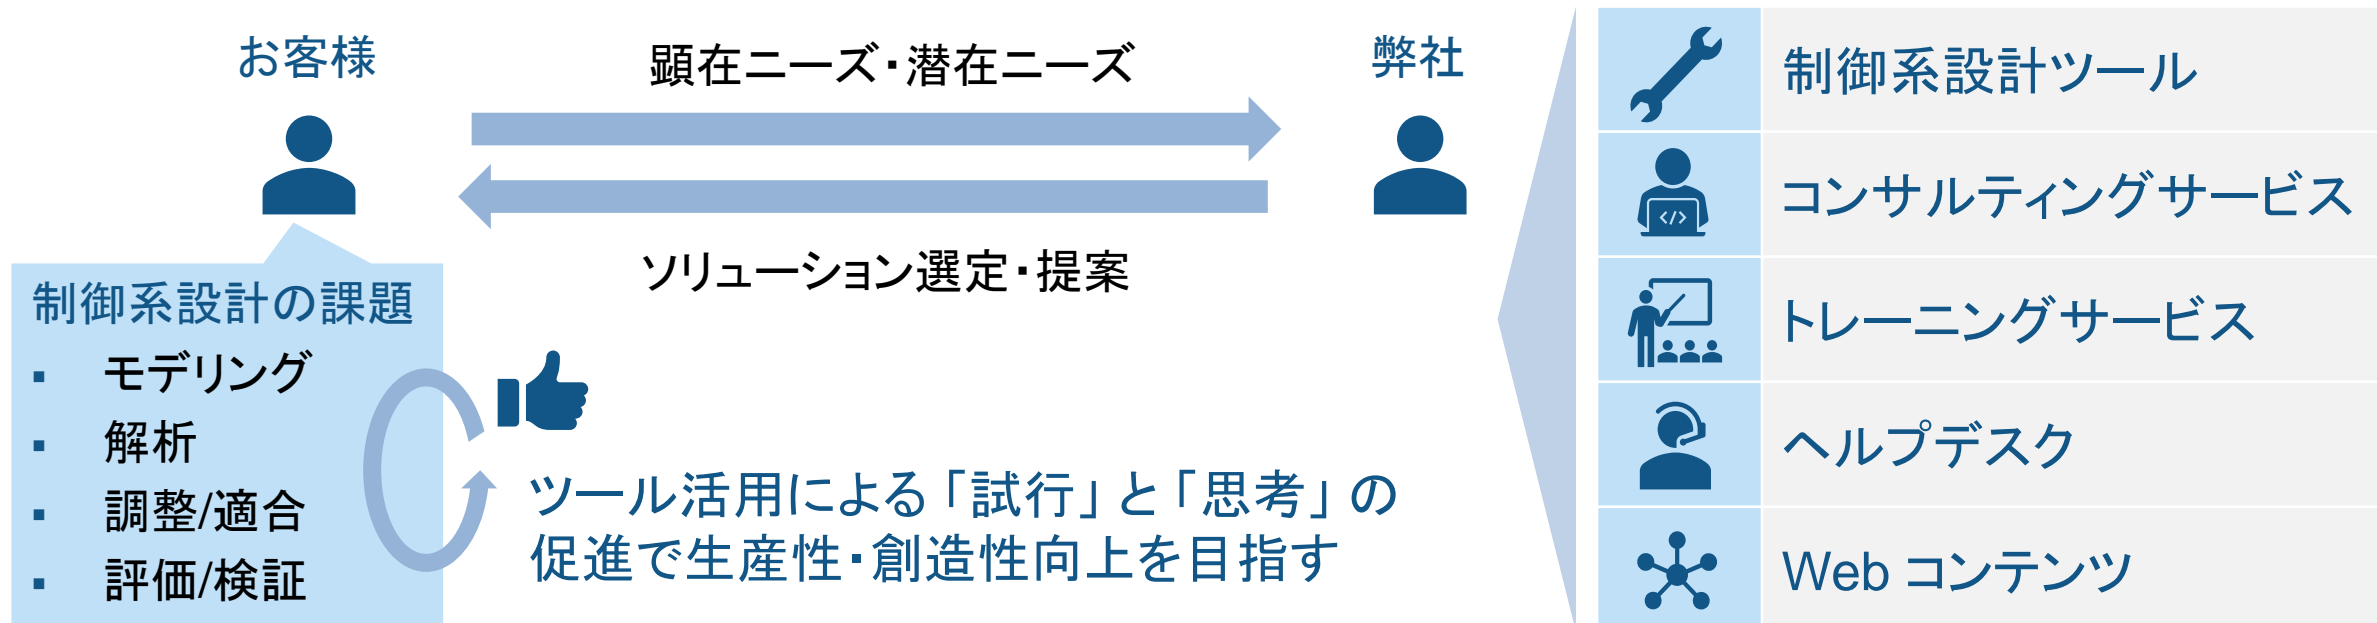 お客様
顕在ニーズ・潜在ニーズ
弊社
ソリューション選定・提案
制御系設計の課題
▪ モデリング
▪ 解析
▪ 調整/適合
▪ 評価/検証
ツール活用による「試行」と「思考」の
促進で生産性・創造性向上を目指す
制御系設計ツール
コンサルティングサービス
</>
トレーニングサービス
ヘルプデスク
Web コンテンツ